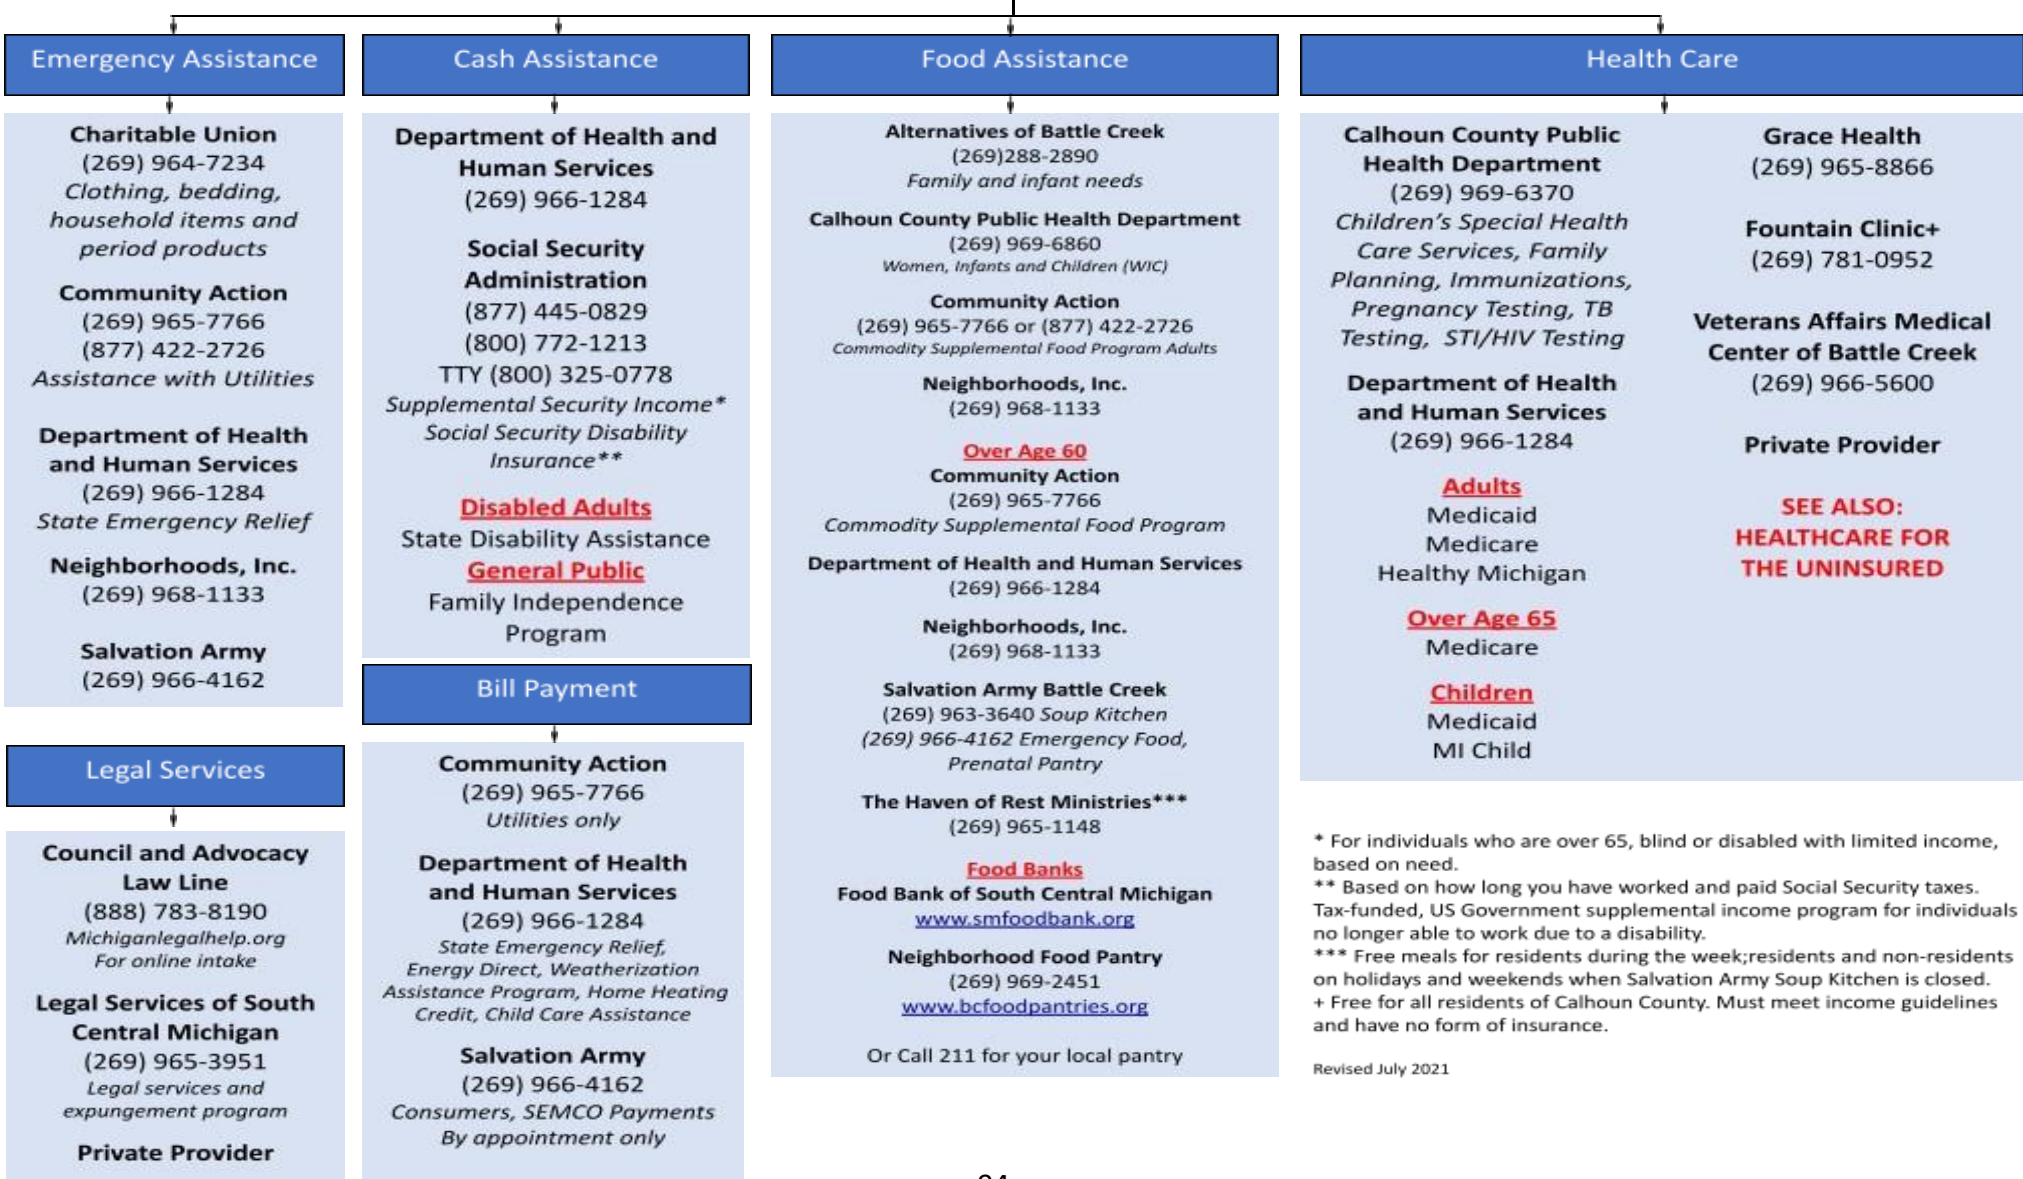 Emergency Assistance
Charitable Union
(269) 964-7234
Clothing, bedding,
household items and
period products
Community Action
(269) 965-7766
(877) 422-2726
Assistance with Utilities
Department of Health
and Human Services
(269) 966-1284
State Emergency Relief
Neighborhoods, Inc.
(269) 968-1133
Salvation Army
(269) 966-4162
Legal Services
Council and Advocacy
Law Line
(888) 783-8190
Michiganlegalhelp.org
For online intake
Legal Services of South
Central Michigan
(269) 965-3951
Legal services and
expungement program
Private Provider
Cash Assistance
Department of Health and
Human Services
(269) 966-1284
Social Security
Administration
(877) 445-0829
(800) 772-1213
TTY (800) 325-0778
Supplemental Security Income*
Social Security Disability
Insurance**
Disabled Adults
State Disability Assistance
General Public
Family Independence
Program
Bill Payment
Community Action
(269) 965-7766
Utilities only
Department of Health
and Human Services
(269) 966-1284
State Emergency Relief,
Energy Direct, Weatherization
Assistance Program, Home Heating
Credit, Child Care Assistance
Salvation Army
(269) 966-4162
Consumers, SEMCO Payments
By appointment only
Food Assistance
Alternatives of Battle Creek
(269)288-2890
Family and infant needs
Calhoun County Public Health Department
(269) 969-6860
Women, Infants and Children (WIC)
Community Action
(269) 965-7766 or (877) 422-2726
Commodity Supplemental Food Program Adults
Neighborhoods, Inc.
(269) 968-1133
Over Age 60
Community Action
(269) 965-7766
Commodity Supplemental Food Program
Department of Health and Human Services
(269) 966-1284
Neighborhoods, Inc.
(269) 968-1133
Salvation Army Battle Creek
(269) 963-3640 Soup Kitchen
(269) 966-4162 Emergency Food,
Prenatal Pantry
The Haven of Rest Ministries***
(269) 965-1148
Food Banks
Food Bank of South Central Michigan
www.smfoodbank.org
Neighborhood Food Pantry
(269) 969-2451
www.bcfoodpantries.org
Or Call 211 for your local pantry
Health Care
Calhoun County Public
Health Department
(269) 969-6370
Children's Special Health
Care Services, Family
Planning, Immunizations,
Pregnancy Testing, TB
Testing, STI/HIV Testing
Department of Health
and Human Services
(269) 966-1284
Adults
Medicaid
Medicare
Healthy Michigan
Over Age 65
Medicare
Children
Medicaid
MI Child
Grace Health
(269) 965-8866
Fountain Clinic+
(269) 781-0952
Veterans Affairs Medical
Center of Battle Creek
(269) 966-5600
Private Provider
SEE ALSO:
HEALTHCARE FOR
THE UNINSURED
* For individuals who are over 65, blind or disabled with limited income,
based on need.
** Based on how long you have worked and paid Social Security taxes.
Tax-funded, US Government supplemental income program for individuals
no longer able to work due to a disability.
*** Free meals for residents during the week;residents and non-residents
on holidays and weekends when Salvation Army Soup Kitchen is closed.
+ Free for all residents of Calhoun County. Must meet income guidelines
and have no form of insurance.
Revised July 2021